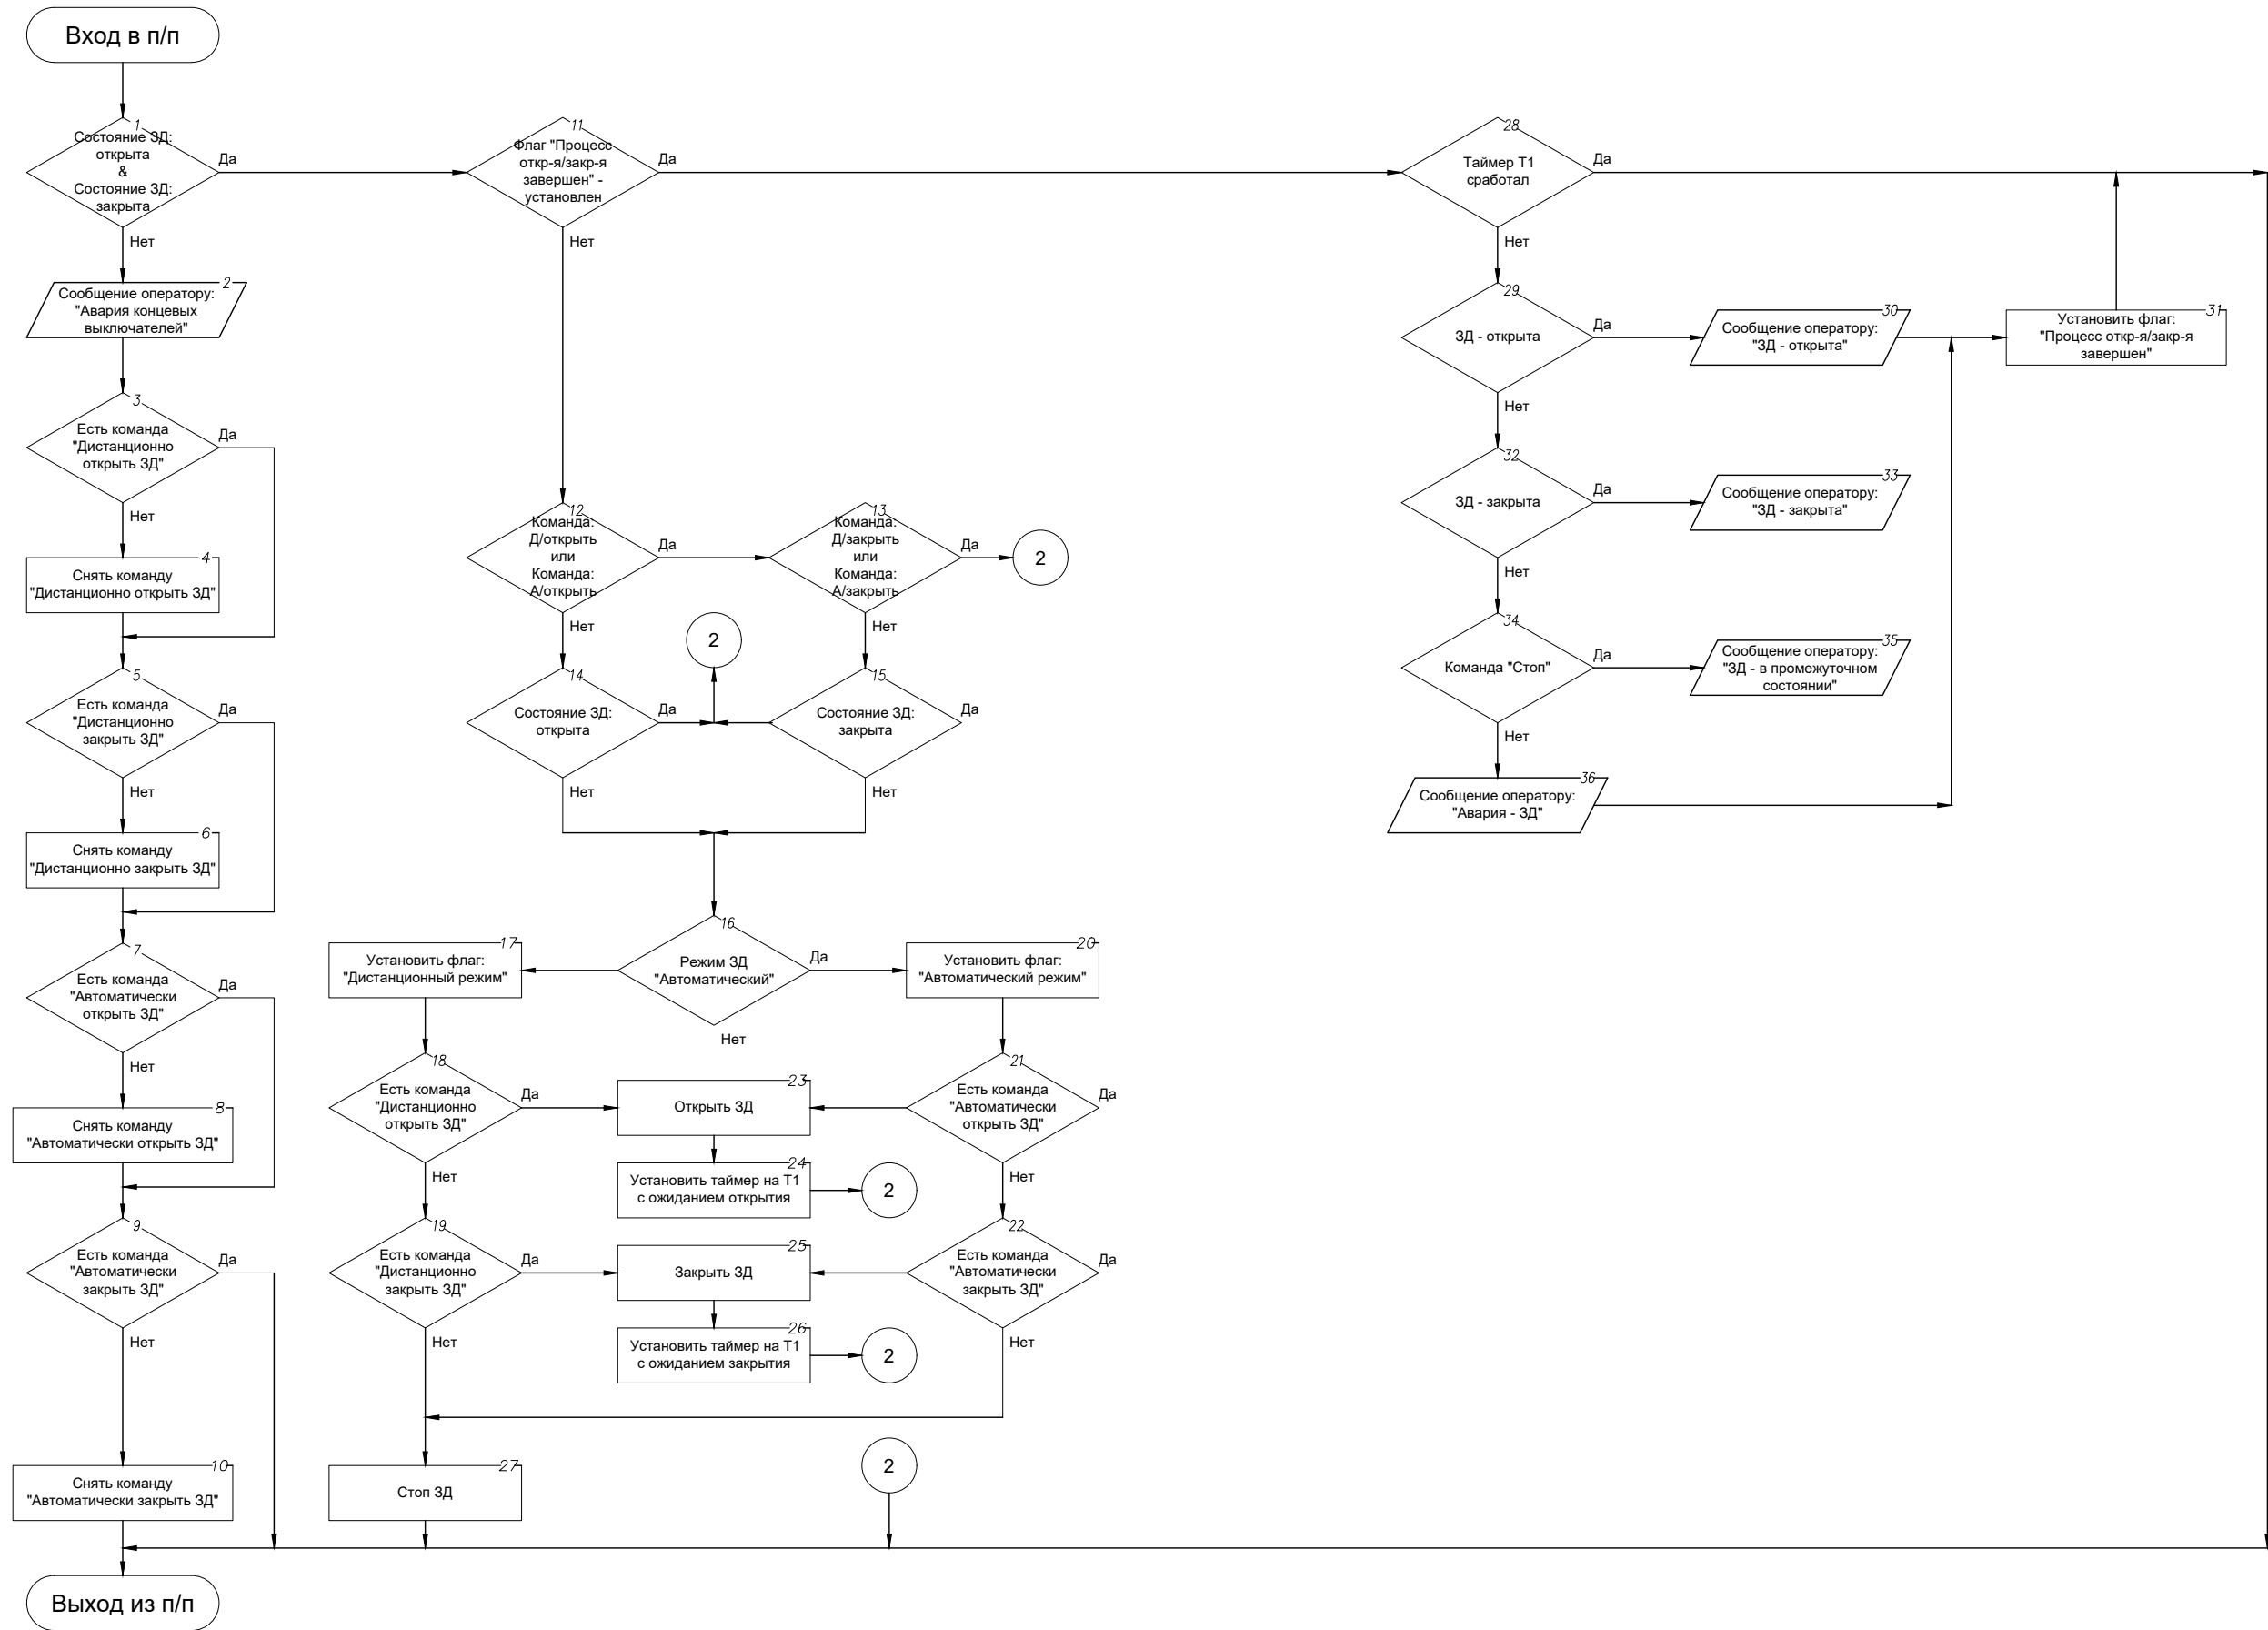 Вход в п/п
1
Состояние ЗД:
открыта
&
Состояние ЗД:
закрыта
Да
Нет
2
Сообщение оператору:
"Авария концевых
выключателей"
3
Есть команда
"Дистанционно
открыть ЗД"
Да
Нет
4
Снять команду
"Дистанционно открыть ЗД"
5
Есть команда
"Дистанционно
закрыть ЗД"
Да
Нет
6
Снять команду
"Дистанционно закрыть ЗД"
7
Есть команда
"Автоматически
открыть ЗД"
Да
Нет
8
Снять команду
"Автоматически открыть ЗД"
9
Есть команда
"Автоматически
закрыть ЗД"
Да
Нет
10
Снять команду
"Автоматически закрыть ЗД"
Выход из п/п
11
Флаг "Процесс
откр-я/закр-я
завершен" -
установлен
Да
Нет
12
Команда:
Д/открыть
или
Команда:
А/открыть
Да
Нет
13
Команда:
Д/закрыть
или
Команда:
А/закрыть
Да
Нет
2
2
14
Состояние ЗД:
открыта
Да
Нет
15
Состояние ЗД:
закрыта
Да
Нет
16
Режим ЗД
"Автоматический"
Да
Нет
17
Установить флаг:
"Дистанционный режим"
18
Есть команда
"Дистанционно
открыть ЗД"
Да
Нет
19
Есть команда
"Дистанционно
закрыть ЗД"
Да
Нет
20
Установить флаг:
"Автоматический режим"
21
Есть команда
"Автоматически
открыть ЗД"
Да
Нет
22
Есть команда
"Автоматически
закрыть ЗД"
Да
Нет
23
Открыть ЗД
24
Установить таймер на Т1
с ожиданием открытия
2
25
Закрыть ЗД
26
Установить таймер на Т1
с ожиданием закрытия
2
27
Стоп ЗД
2
28
Таймер Т1
сработал
Да
Нет
29
ЗД - открыта
Да
Нет
30
Сообщение оператору:
"ЗД - открыта"
31
Установить флаг:
"Процесс откр-я/закр-я
завершен"
32
ЗД - закрыта
Да
Нет
33
Сообщение оператору:
"ЗД - закрыта"
34
Команда "Стоп"
Да
Нет
35
Сообщение оператору:
"ЗД - в промежуточном
состоянии"
36
Сообщение оператору:
"Авария - ЗД"